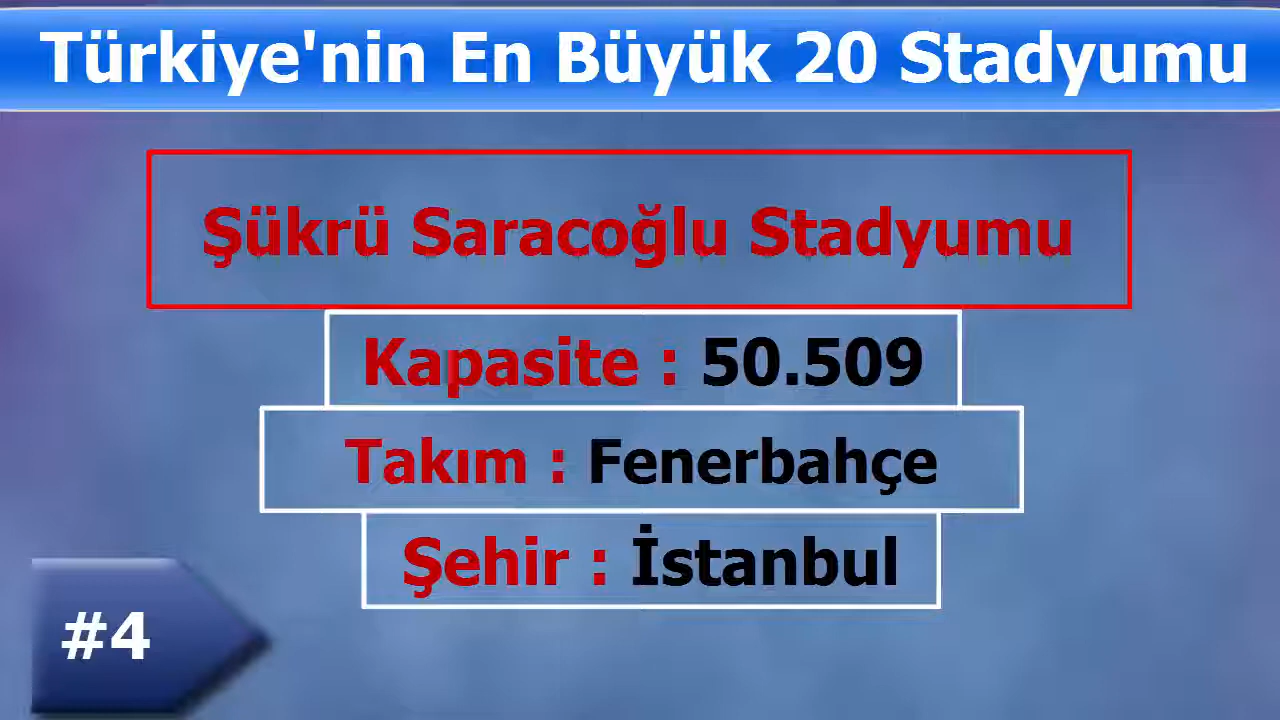 Türkiye'nin En Büyük 20 Stadyumu
Şükrü Saracoğlu Stadyumu
Kapasite : 50.509
Takım : Fenerbahçe
Şehir : İstanbul
#4